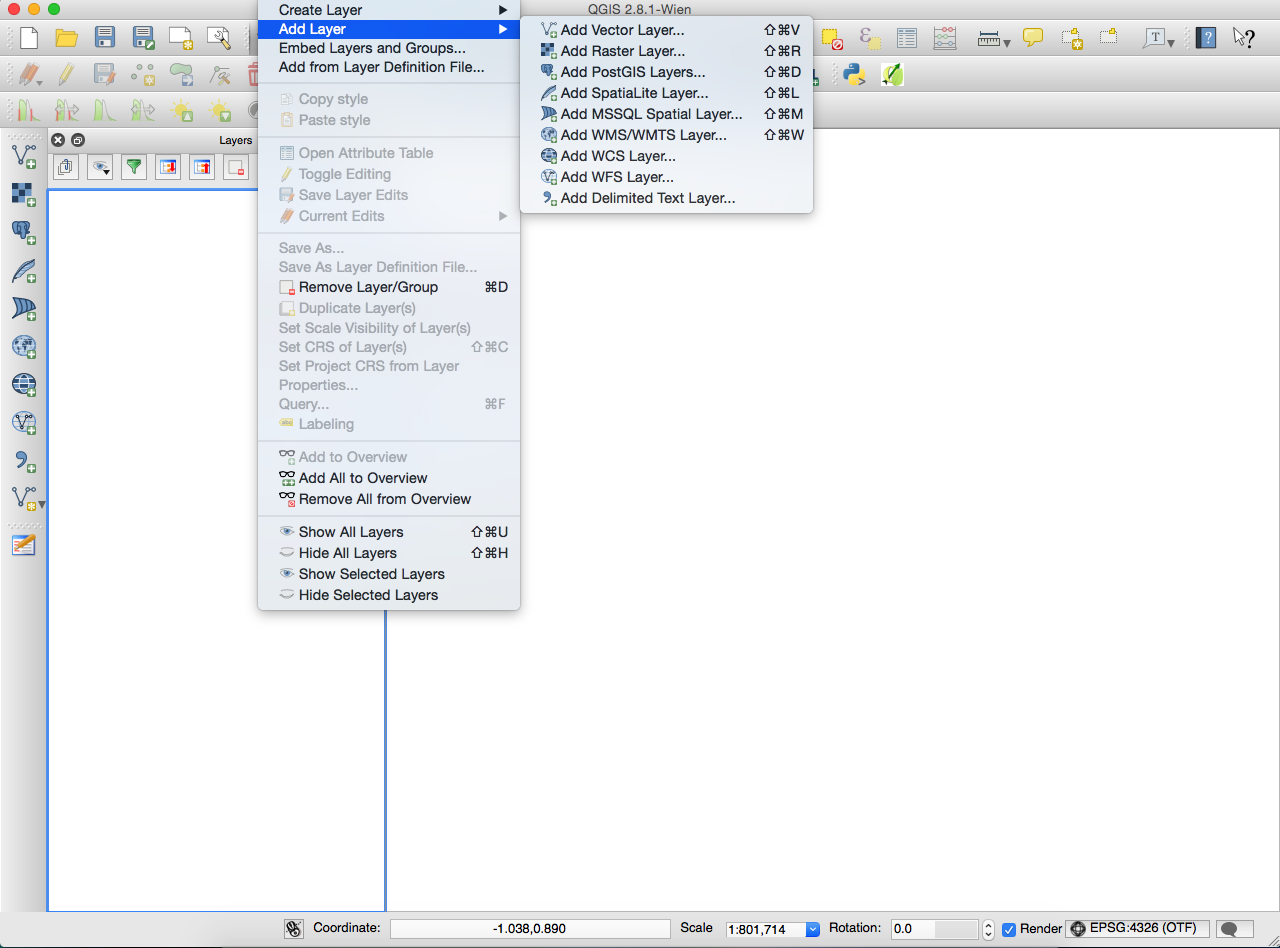 QGIS 2.8.1-Wien
Create Layer
Add Layer
Embed Layers and Groups...
Add from Layer Definition File...
Copy style
Paste style
Open Attribute Table
Toggle Editing
Save Layer Edits
Current Edits
Save As...
Save As Layer Definition File...
Remove Layer/Group ⌘D
Duplicate Layer(s)
Set Scale Visibility of Layer(s)
Set CRS of Layer(s) ⇧⌘C
Set Project CRS from Layer
Properties...
Query... ⌘F
Labeling
Add to Overview
Add All to Overview
Remove All from Overview
Show All Layers ⇧⌘U
Hide All Layers ⇧⌘H
Show Selected Layers
Hide Selected Layers
Add Vector Layer... ⇧⌘V
Add Raster Layer... ⇧⌘R
Add PostGIS Layers... ⇧⌘D
Add SpatiaLite Layer... ⇧⌘L
Add MSSQL Spatial Layer... ⇧⌘M
Add WMS/WMTS Layer... ⇧⌘W
Add WCS Layer...
Add WFS Layer...
Add Delimited Text Layer...
Layers
Coordinate: -1.038,0.890 Scale 1:801,714 Rotation: 0.0 Render EPSG:4326 (OTF)